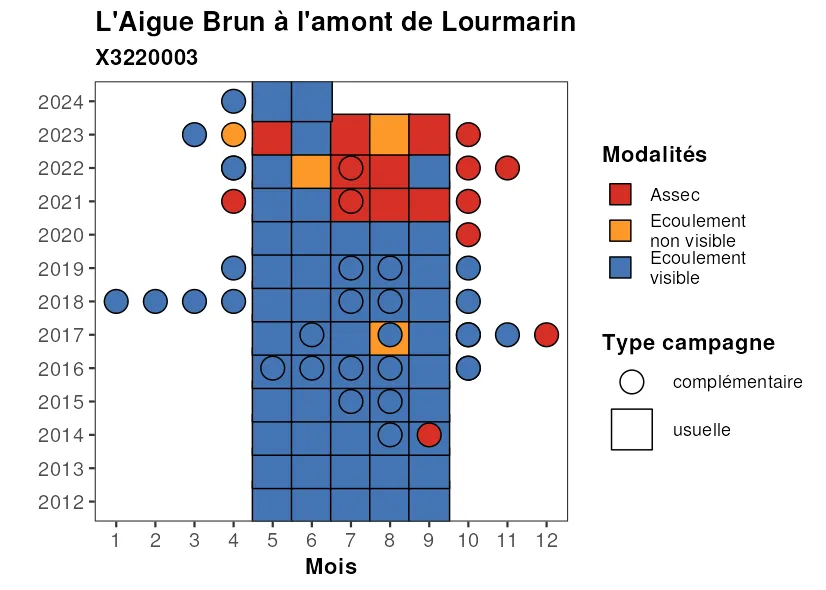 L'Aigue Brun à l'amont de Lourmarin
X3220003
2024
2023
2022
2021
2020
2019
2018
2017
2016
2015
2014
2013
2012
1 2 3 4 5 6 7 8 9 10 11 12
Mois
Modalités
Assec
Ecoulement
non visible
Ecoulement
visible
Type campagne
complémentaire
usuelle